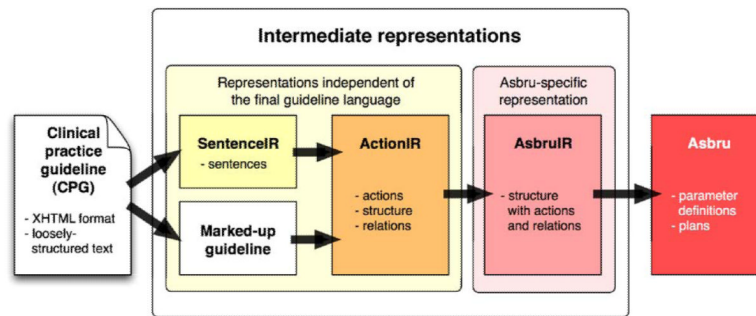 Intermediate representations
Representations independent of
the final guideline language
Asbru-specific
representation
Clinical
practice
guideline
(CPG)
- XHTML format
- loosely-
structured text
SentenceIR
- sentences
Marked-up
guideline
ActionIR
- actions
- structure
- relations
AsbruIR
- structure
with actions
and relations
Asbru
- parameter
definitions
- plans